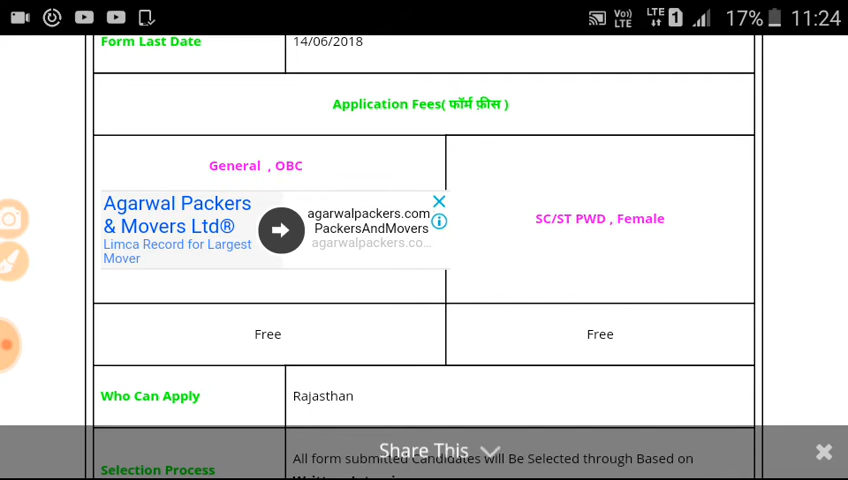 LTE 1 17% 11:24
Form Last Date 14/06/2018
Application Fees( फॉर्म फ़ीस )
General , OBC
SC/ST PWD , Female
Agarwal Packers
& Movers Ltd®
Limca Record for Largest
Mover
agarwalpackers.com
PackersAndMovers
agarwalpackers.co...
Free Free
Who Can Apply Rajasthan
Share This
Selection Process All form submitted Candidates will Be Selected through Based on